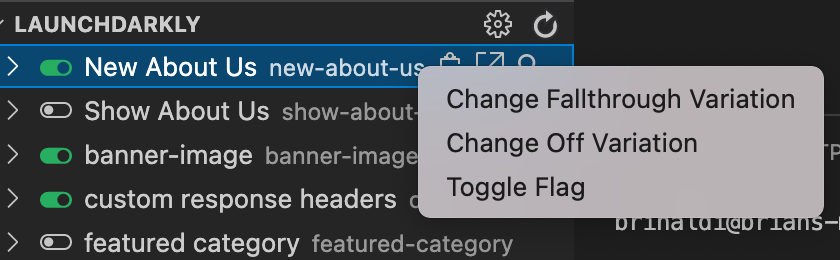 LAUNCHDARKLY
New About Us new-about-us
Show About Us show-about-
banner-image banner-image
custom response headers
featured category featured-category
Change Fallthrough Variation
Change Off Variation
Toggle Flag